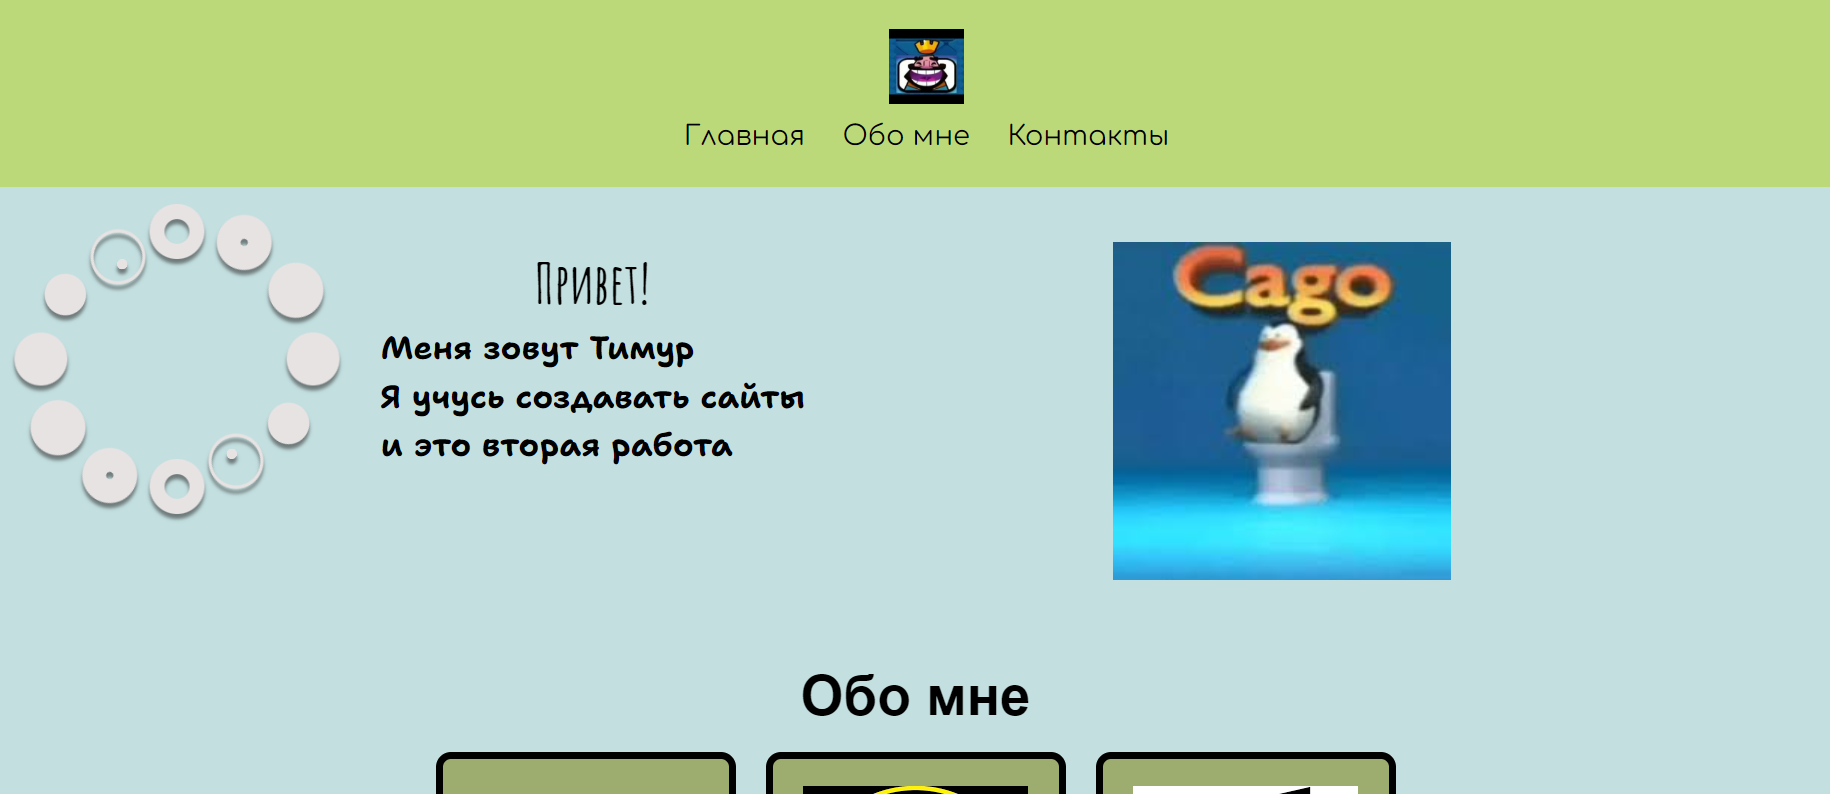 Главная Обо мне Контакты
Привет!
Меня зовут Тимур
Я учусь создавать сайты
и это вторая работа
Cago
Обо мне